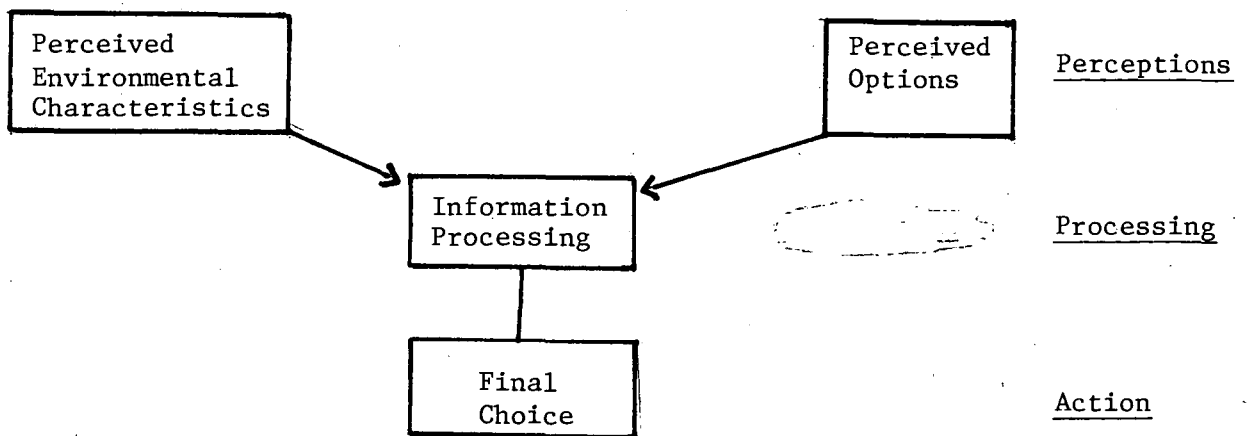 Perceived
Environmental
Characteristics
Perceived
Options
Perceptions
Information
Processing
Processing
Final
Choice
Action